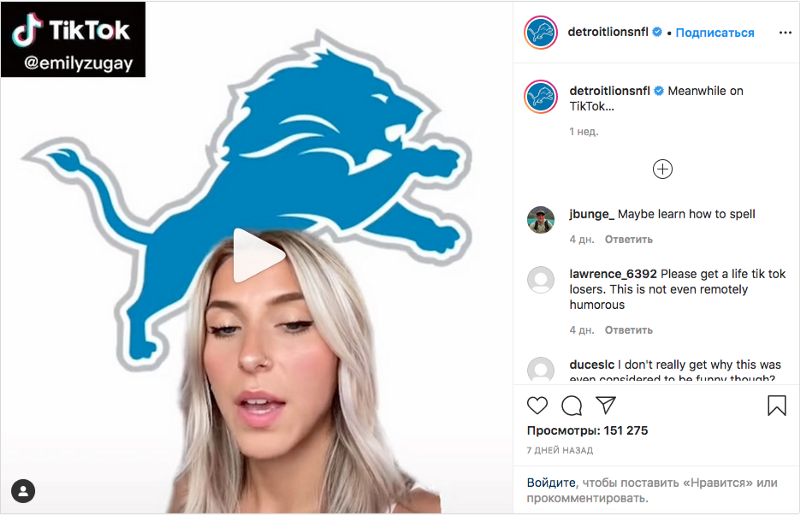 TikTok
@emilyzugay
detroitlionsnfl • Подписаться
detroitlionsnfl Meanwhile on
TikTok...
1 нед.
jbunge_ Maybe learn how to spell
4 дн. Ответить
lawrence_6392 Please get a life tik tok
losers. This is not even remotely
humorous
4 дн. Ответить
duceslc I don't really get why this was
even considered to be funny though?
Просмотры: 151 275
7 ДНЕЙ НАЗАД
Войдите, чтобы поставить «Нравится» или
прокомментировать.